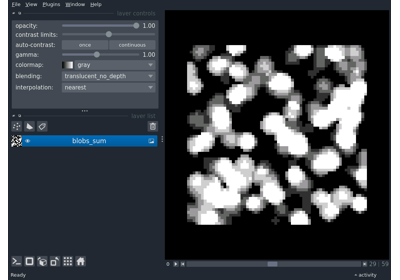 File View Plugins Window Help
layer controls
opacity: 1.00
contrast limits:
auto-contrast: once continuous
gamma: 1.00
colormap: gray
blending: translucent_no_depth
interpolation: nearest
layer list
blobs_sum
29 59
Ready
activity